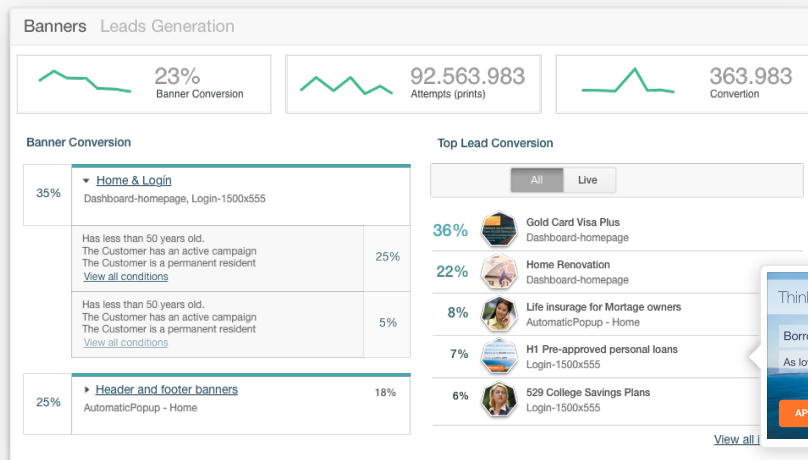 Banners Leads Generation
23%
Banner Conversion
92.563.983
Attempts (prints)
363.983
Convertion
Banner Conversion
35%
Home & Logín
Dashboard-homepage, Login-1500x555
Has less than 50 years old.
The Customer has an active campaign
The Customer is a permanent resident
View all conditions
25%
Has less than 50 years old.
The Customer has an active campaign
The Customer is a permanent resident
View all conditions
5%
25%
Header and footer banners
AutomaticPopup - Home
18%
Top Lead Conversion
All Live
36%
Gold Card Visa Plus
Dashboard-homepage
22%
Home Renovation
Dashboard-homepage
8%
Life insurage for Mortage owners
AutomaticPopup - Home
7%
H1 Pre-approved personal loans
Login-1500x555
6%
529 College Savings Plans
Login-1500x555
View all
Thin
Borr
As lo
AP